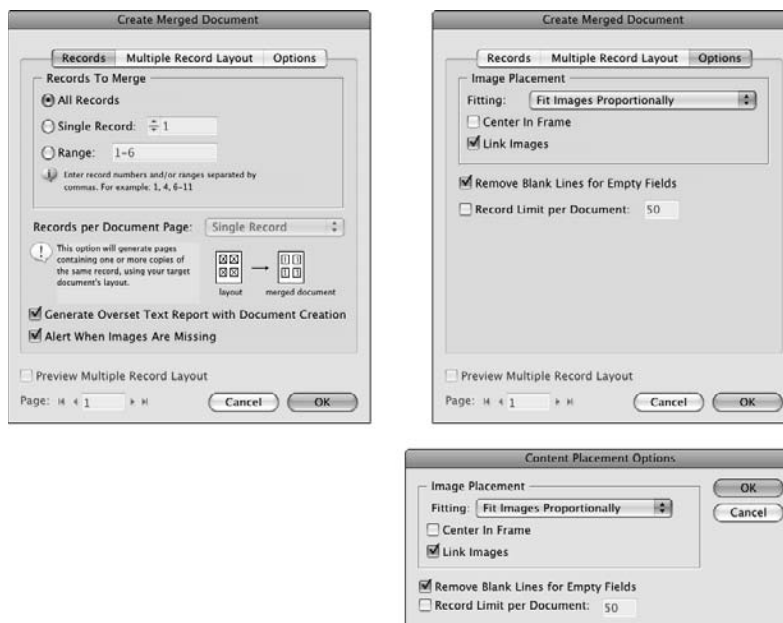 Create Merged Document
Records Multiple Record Layout Options
Records To Merge
All Records
Single Record: 1
Range: 1-6
Enter record numbers and/or ranges separated by
commas. For example: 1, 4, 6-11
Records per Document Page: Single Record
This option will generate pages
containing one or more copies of
the same record, using your target
document's layout.
layout merged document
Generate Overset Text Report with Document Creation
Alert When Images Are Missing
Preview Multiple Record Layout
Page: 1 Cancel OK
Create Merged Document
Records Multiple Record Layout Options
Image Placement
Fitting: Fit Images Proportionally
Center In Frame
Link Images
Remove Blank Lines for Empty Fields
Record Limit per Document: 50
Preview Multiple Record Layout
Page: 1 Cancel OK
Content Placement Options
Image Placement OK
Fitting: Fit Images Proportionally Cancel
Center In Frame
Link Images
Remove Blank Lines for Empty Fields
Record Limit per Document: 50